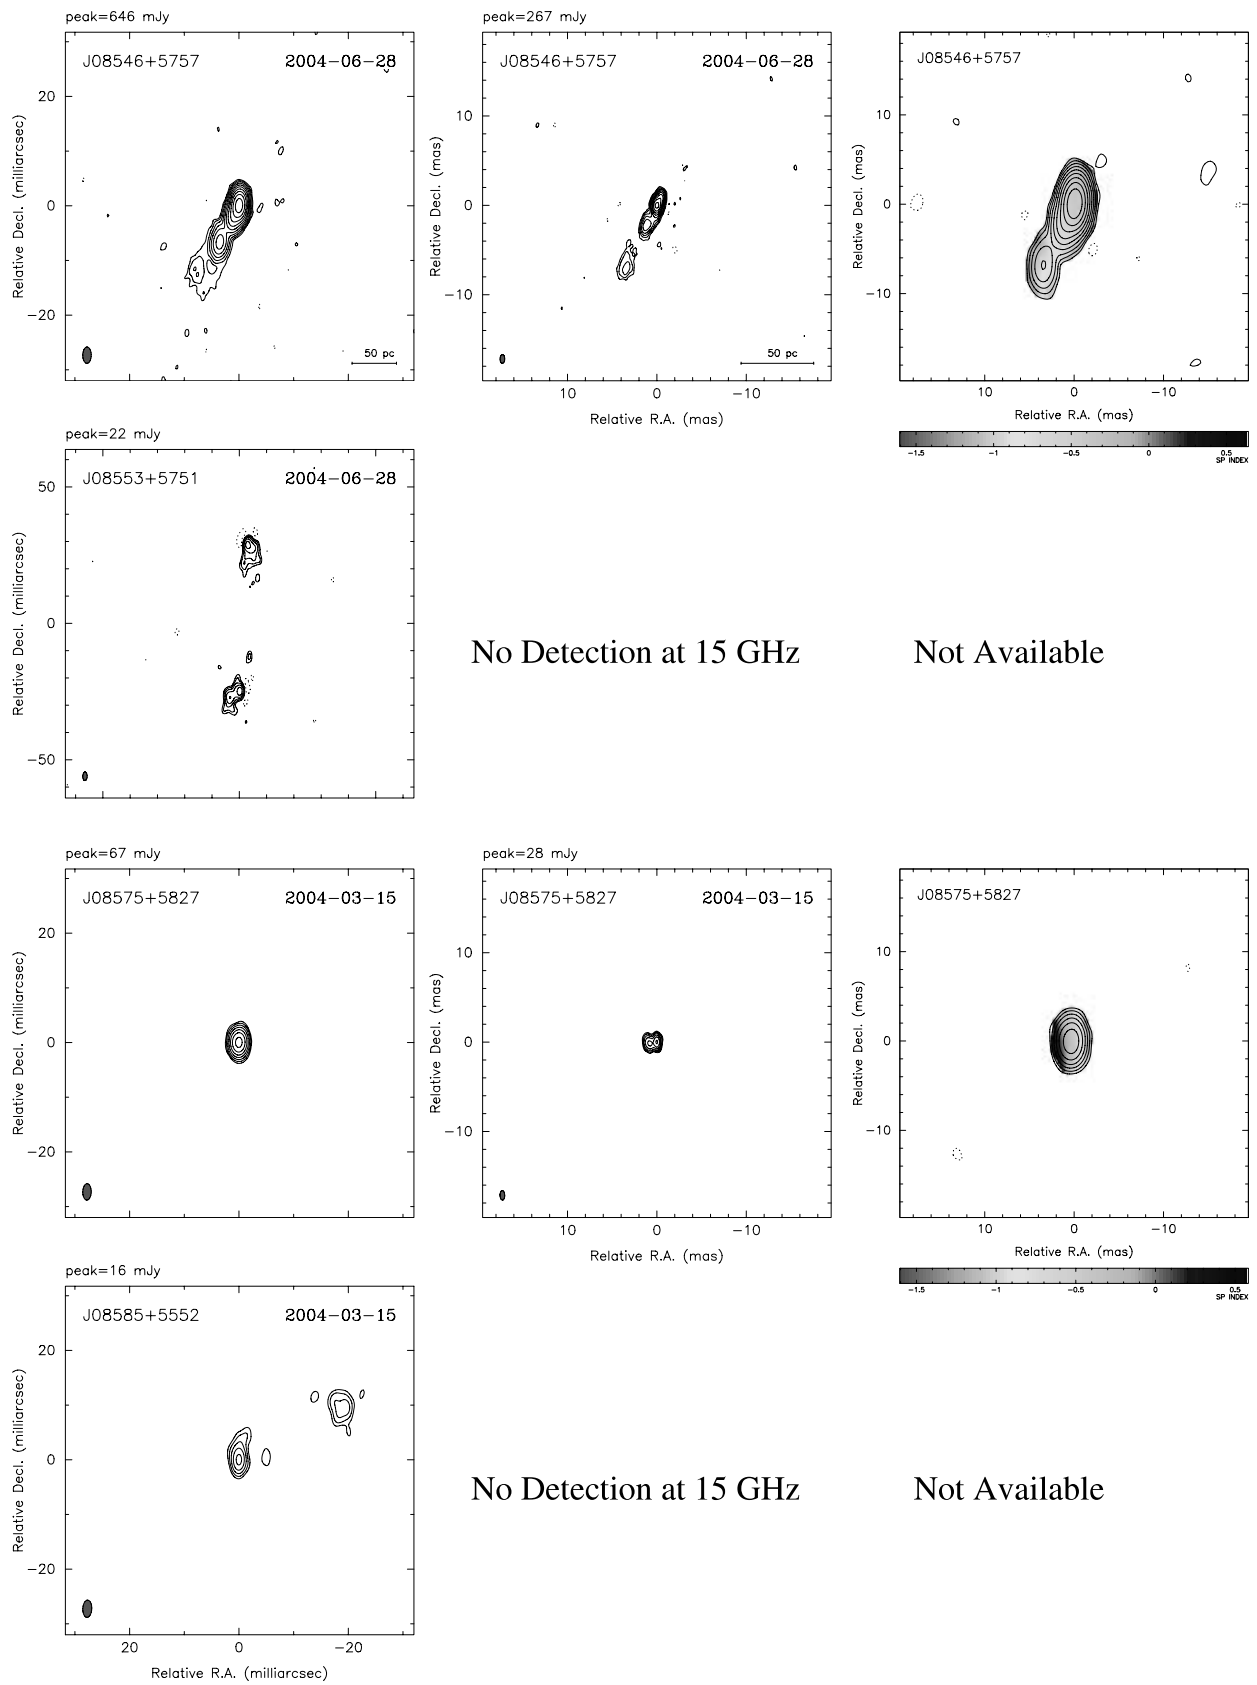 peak=646 mJy
J08546+5757 2004-06-28
20
0
-20
Relative Decl. (milliarcsec)
50 pc
peak=267 mJy
J08546+5757 2004-06-28
10
0
-10
Relative Decl. (mas)
50 pc
10 0 -10
Relative R.A. (mas)
J08546+5757
10
0
-10
Relative Decl. (mas)
10 0 -10
Relative R.A. (mas)
-1.5 -1 -0.5 0 0.5
SP INDEX
peak=22 mJy
J08553+5751 2004-06-28
50
0
-50
Relative Decl. (milliarcsec)
No Detection at 15 GHz
Not Available
peak=67 mJy
J08575+5827 2004-03-15
20
0
-20
Relative Decl. (milliarcsec)
peak=28 mJy
J08575+5827 2004-03-15
10
0
-10
Relative Decl. (mas)
10 0 -10
Relative R.A. (mas)
J08575+5827
10
0
-10
Relative Decl. (mas)
10 0 -10
Relative R.A. (mas)
-1.5 -1 -0.5 0 0.5
SP INDEX
peak=16 mJy
J08585+5552 2004-03-15
20
0
-20
Relative Decl. (milliarcsec)
20 0 -20
Relative R.A. (milliarcsec)
No Detection at 15 GHz
Not Available